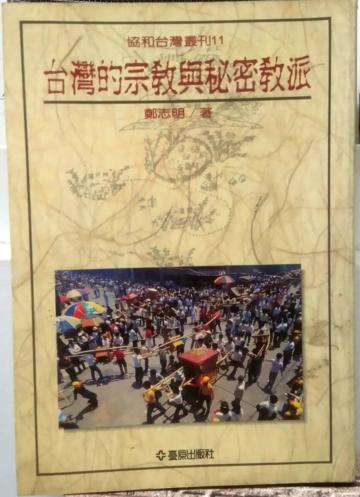 協和台灣叢刊11
台灣的宗教與秘密教派
鄭志明／著
臺原出版社